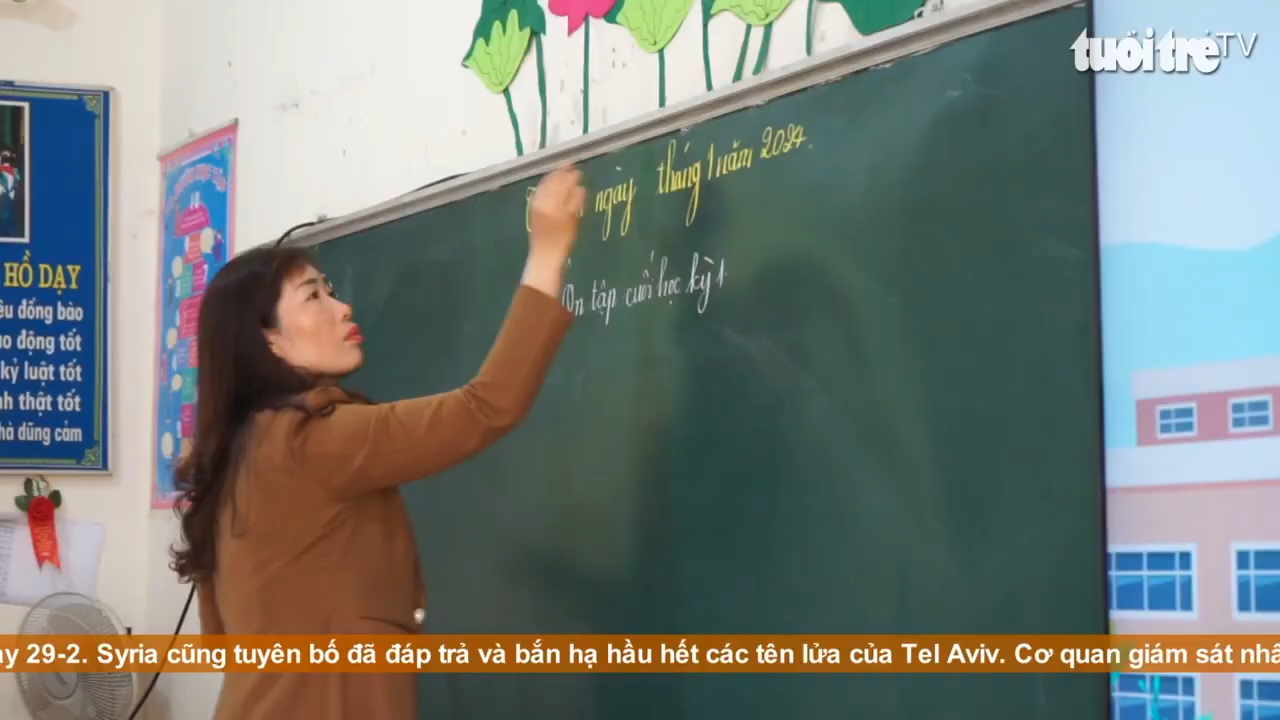 tuổi trẻ TV
ngày tháng 1 năm 2024.
Ôn tập cuối học kỳ 1.
HỒ DẠY
êu đồng bào
ao động tốt
kỷ luật tốt
nh thật tốt
hà dũng cảm
ay 29-2. Syria cũng tuyên bố đã đáp trả và bắn hạ hầu hết các tên lửa của Tel Aviv. Cơ quan giám sát nhâ